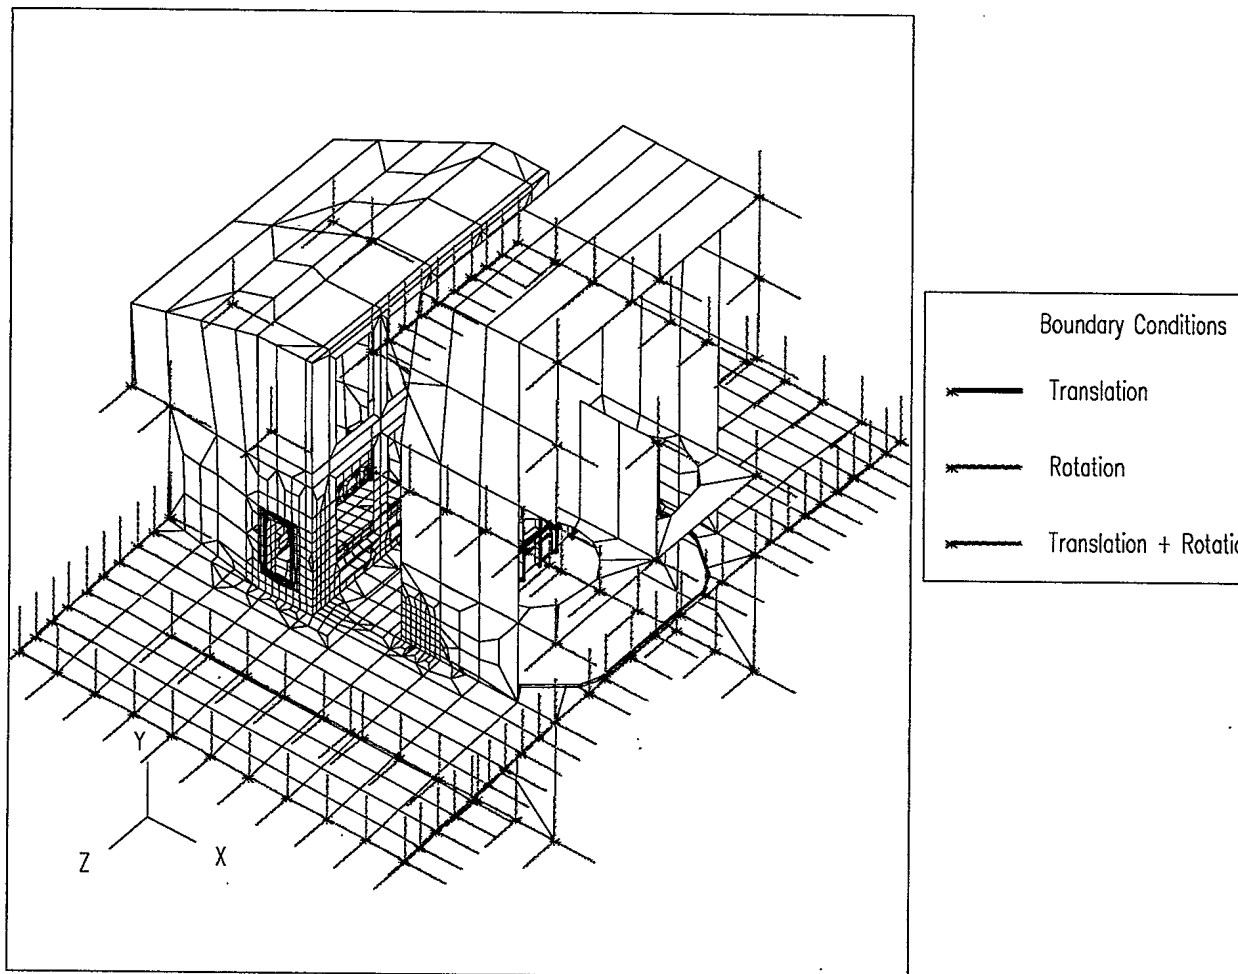 Boundary Conditions
Translation
Rotation
Translation + Rotatio
Y
Z
X